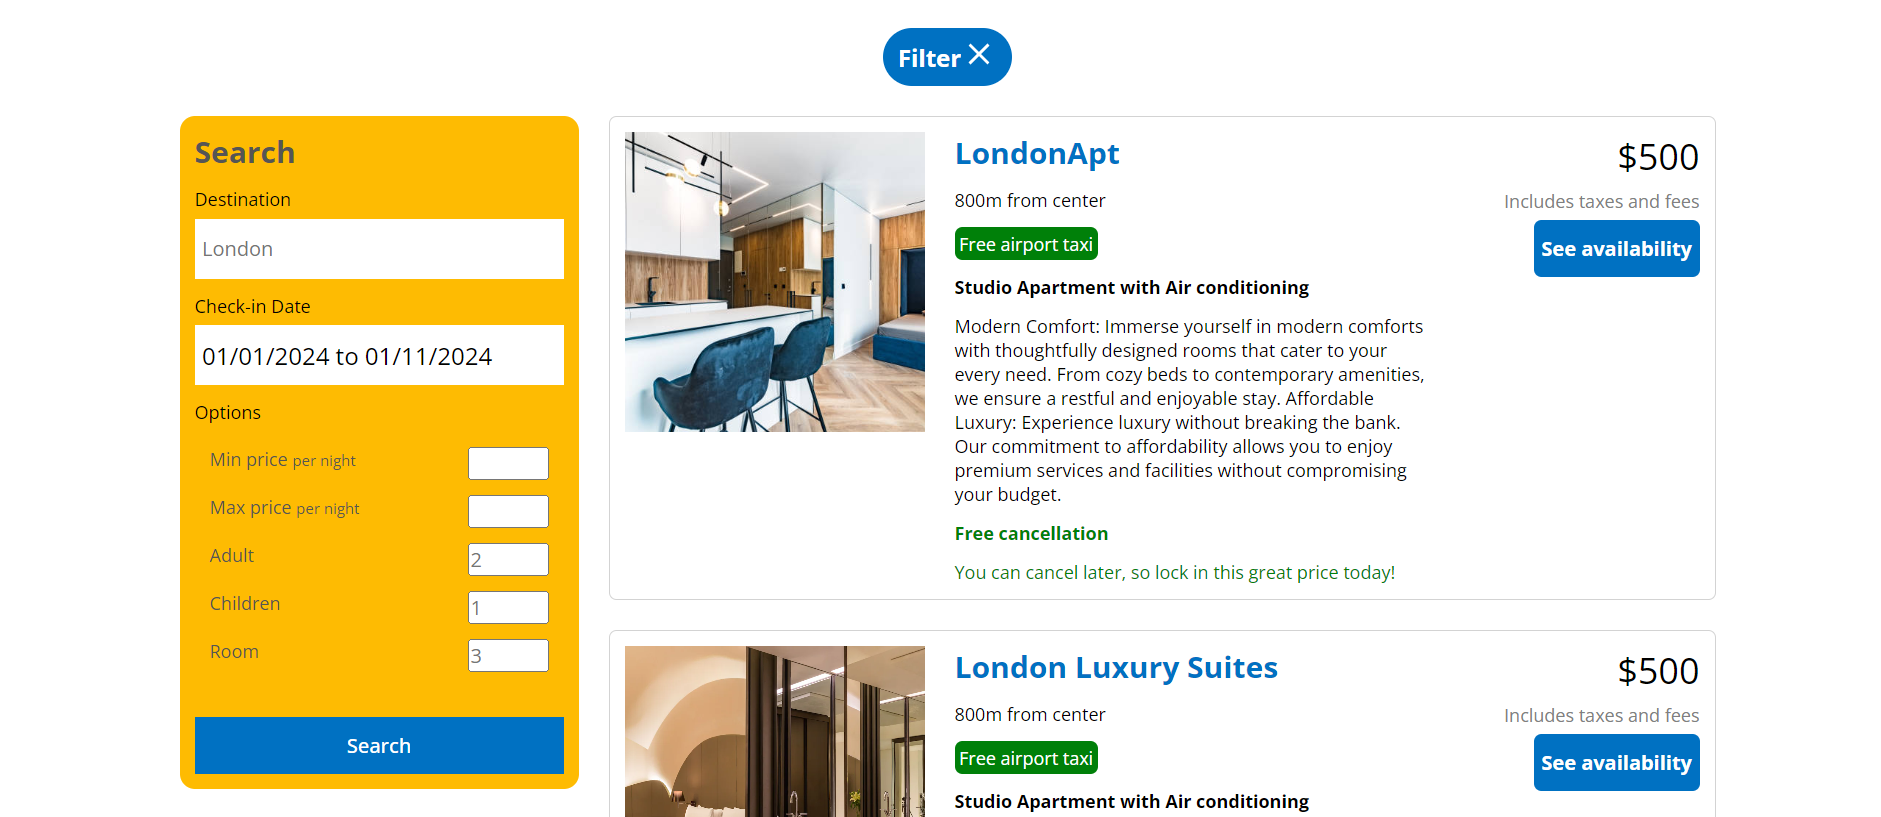 Filter
Search
Destination
London
Check-in Date
01/01/2024 to 01/11/2024
Options
Min price per night
Max price per night
Adult 2
Children 1
Room 3
Search
LondonApt
800m from center
Free airport taxi
Studio Apartment with Air conditioning
Modern Comfort: Immerse yourself in modern comforts
with thoughtfully designed rooms that cater to your
every need. From cozy beds to contemporary amenities,
we ensure a restful and enjoyable stay. Affordable
Luxury: Experience luxury without breaking the bank.
Our commitment to affordability allows you to enjoy
premium services and facilities without compromising
your budget.
Free cancellation
You can cancel later, so lock in this great price today!
$500
Includes taxes and fees
See availability
London Luxury Suites
800m from center
Free airport taxi
Studio Apartment with Air conditioning
$500
Includes taxes and fees
See availability